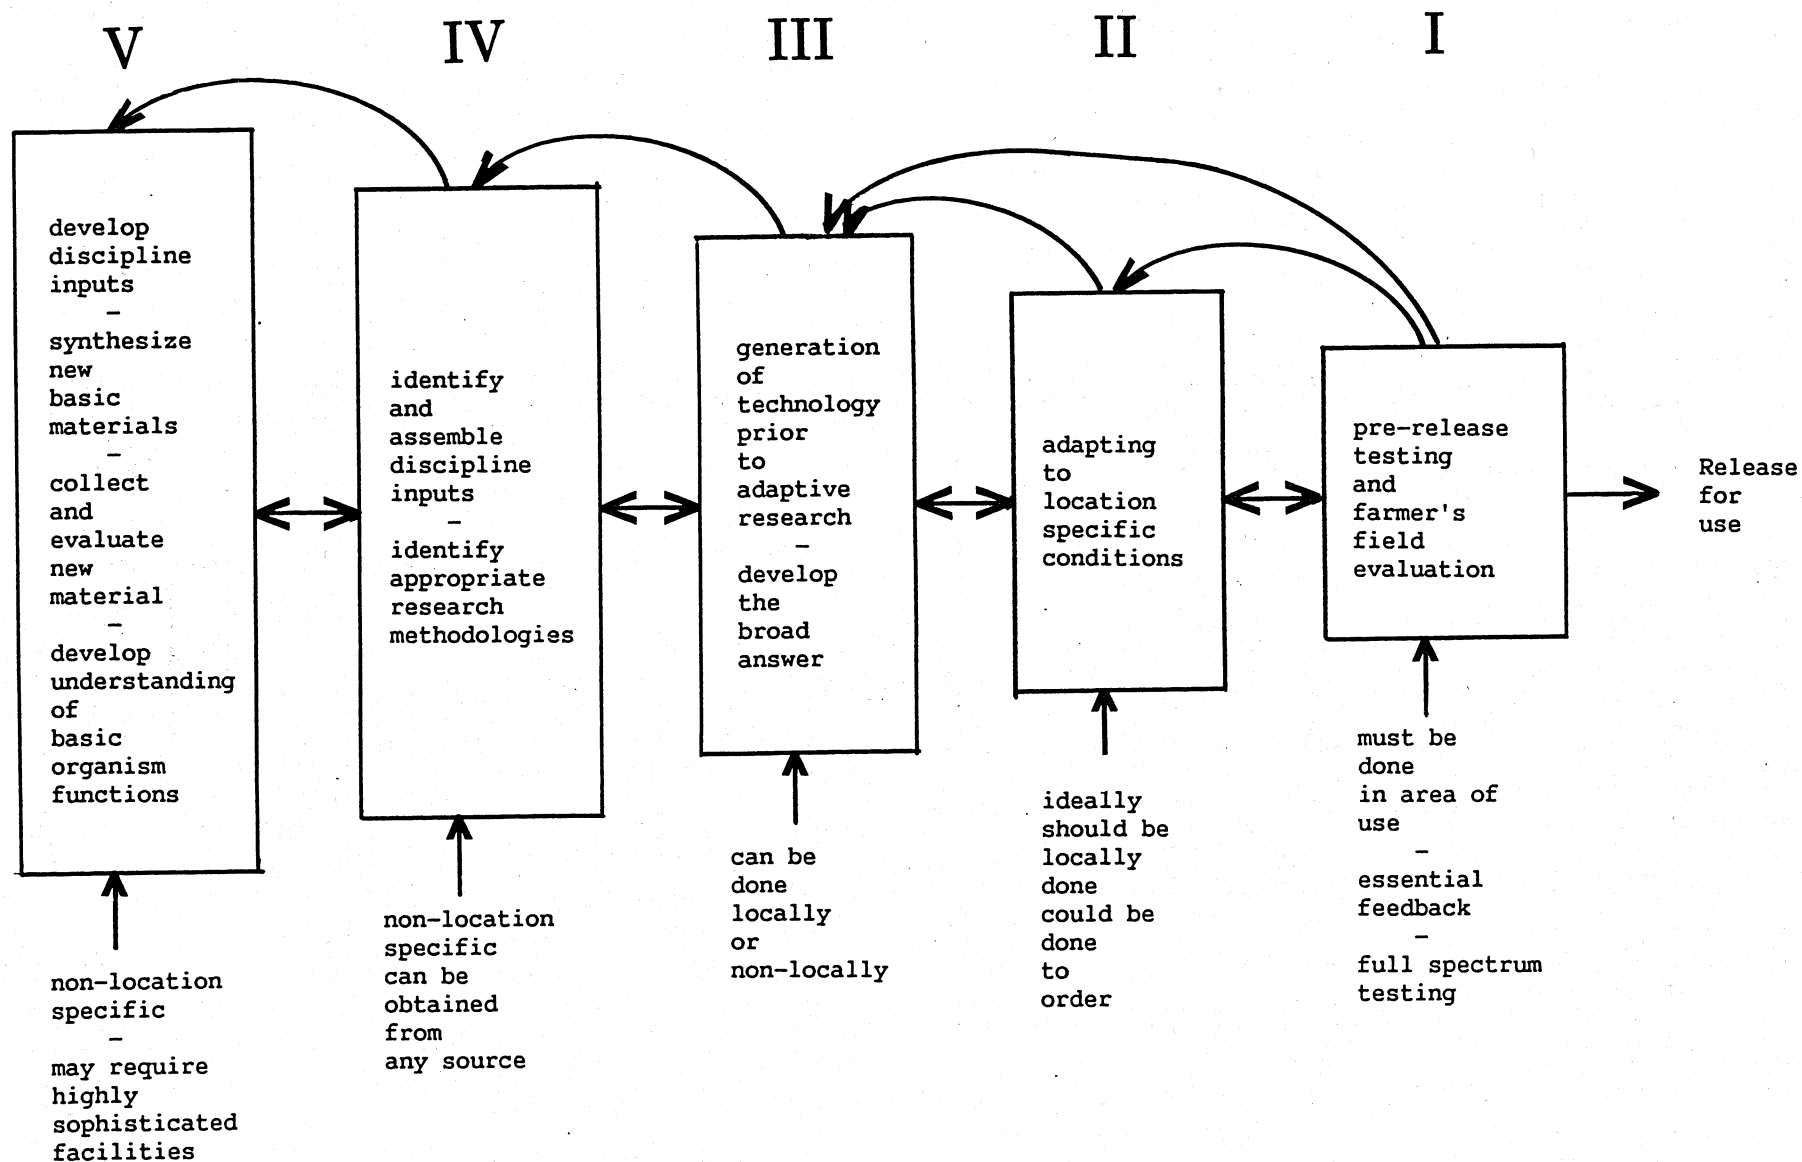 V
IV
III
II
I
develop
discipline
inputs
–
synthesize
new
basic
materials
–
collect
and
evaluate
new
material
–
develop
understanding
of
basic
organism
functions
non-location
specific
–
may require
highly
sophisticated
facilities
identify
and
assemble
discipline
inputs
–
identify
appropriate
research
methodologies
non-location
specific
can be
obtained
from
any source
generation
of
technology
prior
to
adaptive
research
–
develop
the
broad
answer
can be
done
locally
or
non-locally
adapting
to
location
specific
conditions
ideally
should be
locally
done
could be
done
to
order
pre-release
testing
and
farmer's
field
evaluation
must be
done
in area of
use
–
essential
feedback
–
full spectrum
testing
Release
for
use